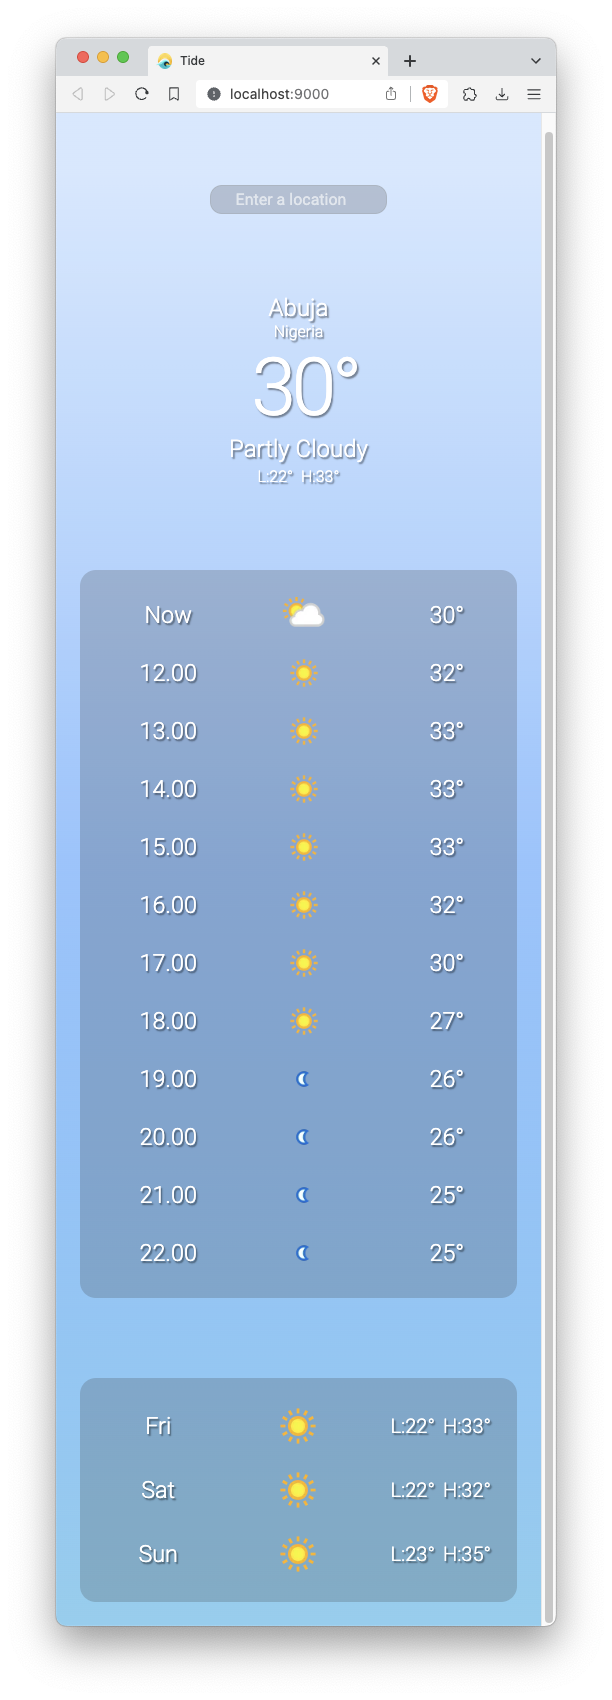 Tide
localhost:9000
Enter a location
Abuja
Nigeria
30°
Partly Cloudy
L:22° H:33°
Now 30°
12.00 32°
13.00 33°
14.00 33°
15.00 33°
16.00 32°
17.00 30°
18.00 27°
19.00 26°
20.00 26°
21.00 25°
22.00 25°
Fri L:22° H:33°
Sat L:22° H:32°
Sun L:23° H:35°